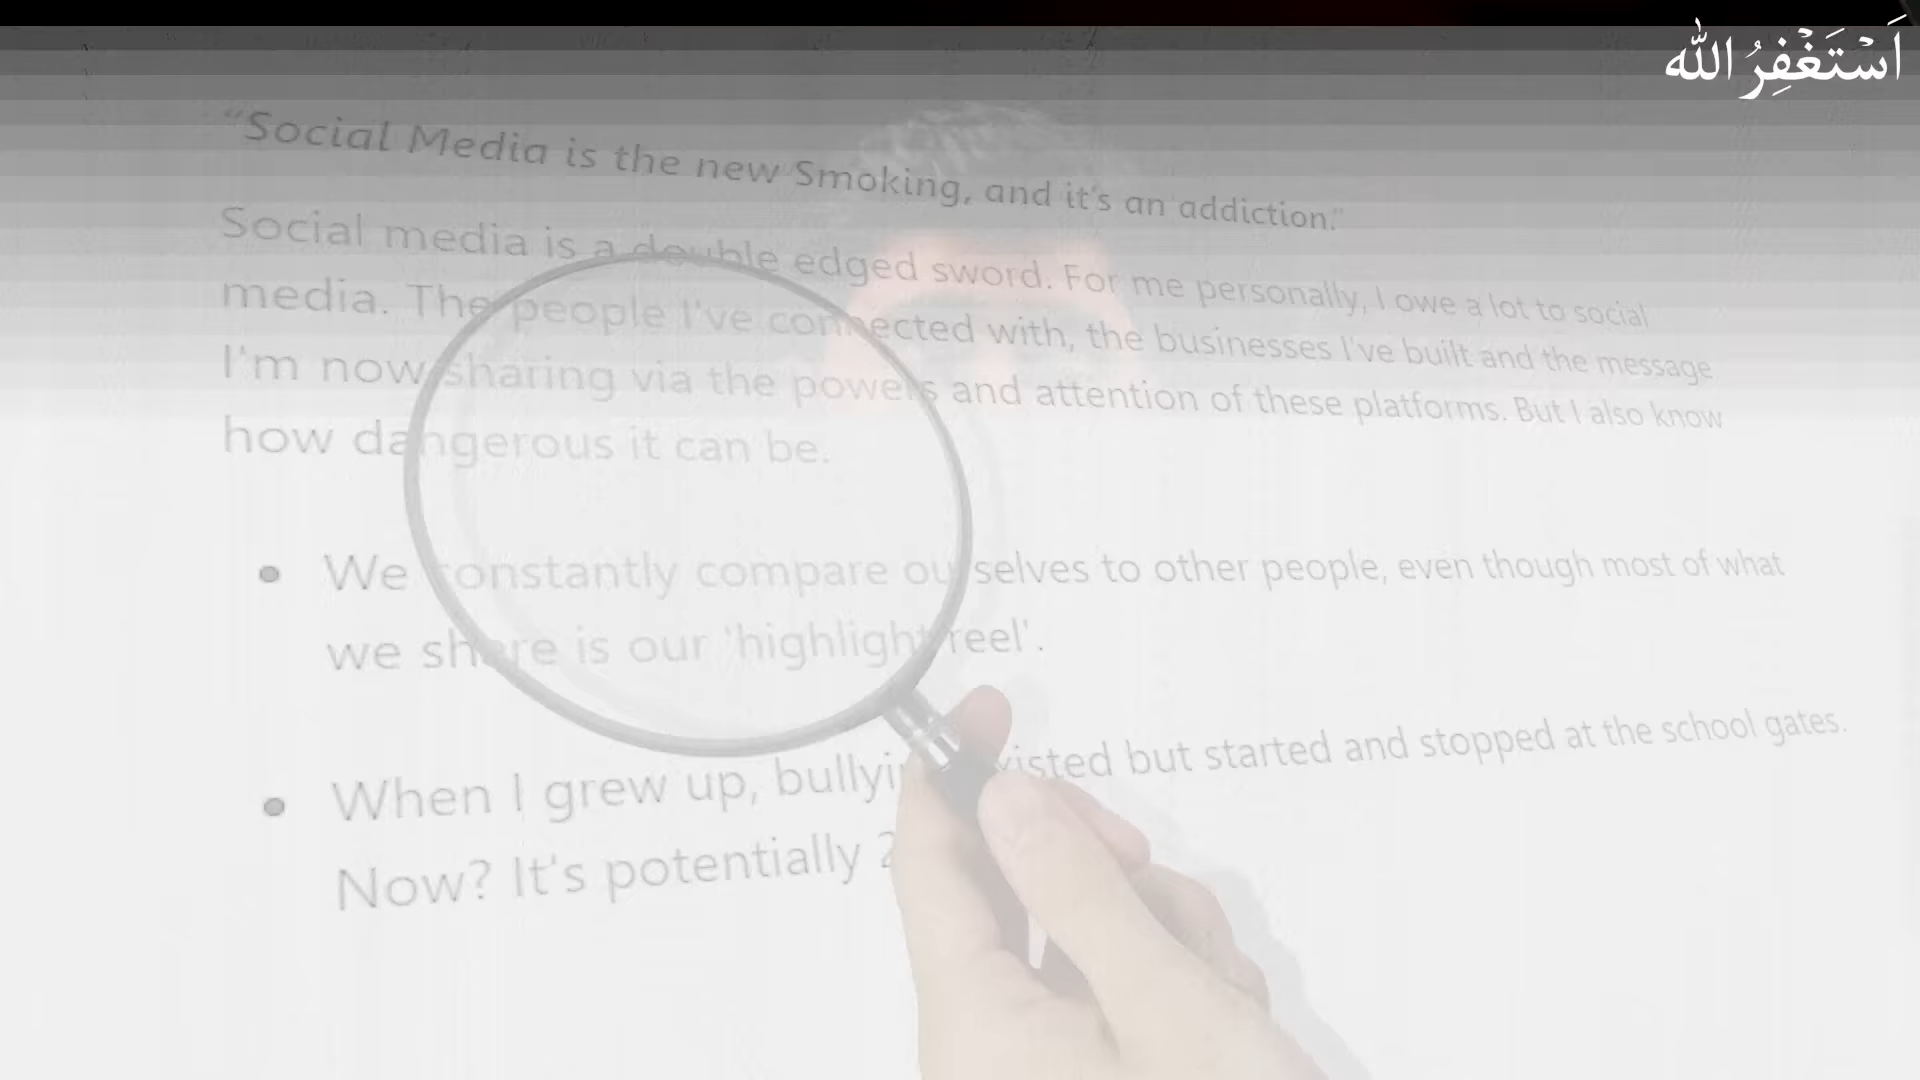 اَسْتَغْفِرُ الله
“Social Media is the new Smoking, and it's an addiction.”
Social media is a double edged sword. For me personally, I owe a lot to social
media. The people I've connected with, the businesses I've built and the message
I'm now sharing via the powers and attention of these platforms. But I also know
how dangerous it can be.
• We constantly compare ourselves to other people, even though most of what
we share is our 'highlight reel'.
• When I grew up, bullying existed but started and stopped at the school gates.
Now? It's potentially